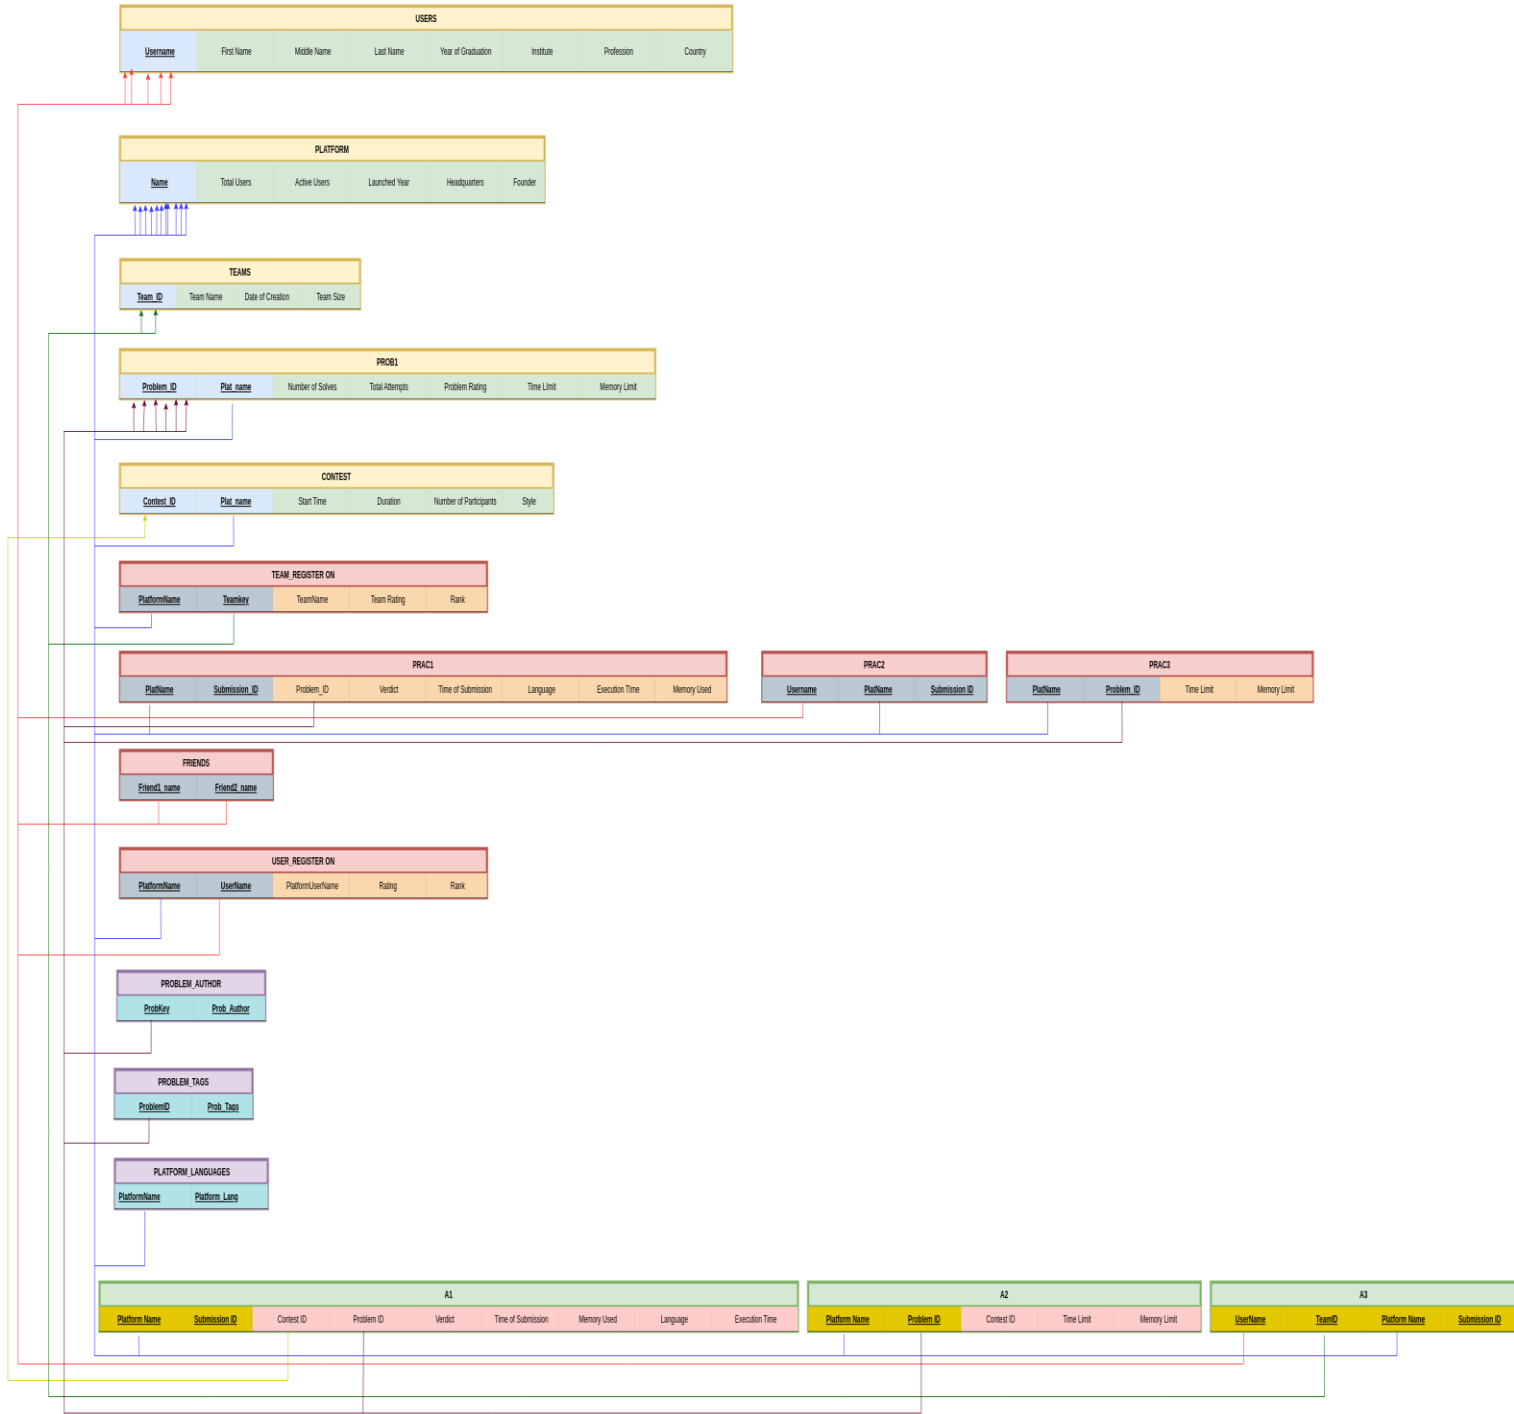 USERS
Username First Name Middle Name Last Name Year of Graduation Institute Profession Country
PLATFORM
Name Total Users Active Users Launched Year Headquarters Founder
TEAMS
Team_ID Team Name Date of Creation Team Size
PROB1
Problem_ID Plat_name Number of Solves Total Attempts Problem Rating Time LImit Memory Limit
CONTEST
Contest_ID Plat_name Start Time Duration Number of Participants Style
TEAM_REGISTER ON
PlatformName Teamkey TeamName Team Rating Rank
PRAC1 PRAC2 PRAC3
PlatName Submission_ID Problem_ID Verdict Time of Submission Language Execution TIme Memory Used Username PlatName Submission ID PlatName Problem_ID Time Limit Memory Limit
FRIENDS
Friend1_name Friend2_name
USER_REGISTER ON
PlatformName UserName PlatformUserName Rating Rank
PROBLEM_AUTHOR
ProbKey Prob_Author
PROBLEM_TAGS
ProblemID Prob_Tags
PLATFORM_LANGUAGES
PlatformName Platform_Lang
A1 A2 A3
Platform Name Submission ID Contest ID Problem ID Verdict Time of Submission Memory Used Language Execution Time Platform Name Problem ID Contest ID Time Limit Memory Limit UserName TeamID Platform Name Submission ID